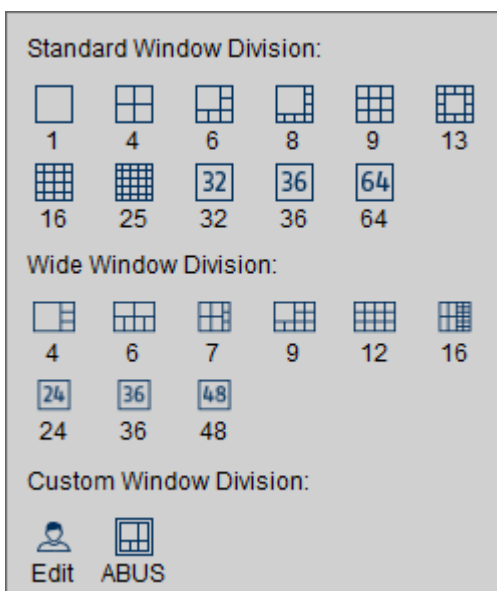 Standard Window Division:
1 4 6 8 9 13
32 36 64
16 25 32 36 64
Wide Window Division:
4 6 7 9 12 16
24 36 48
24 36 48
Custom Window Division:
Edit ABUS